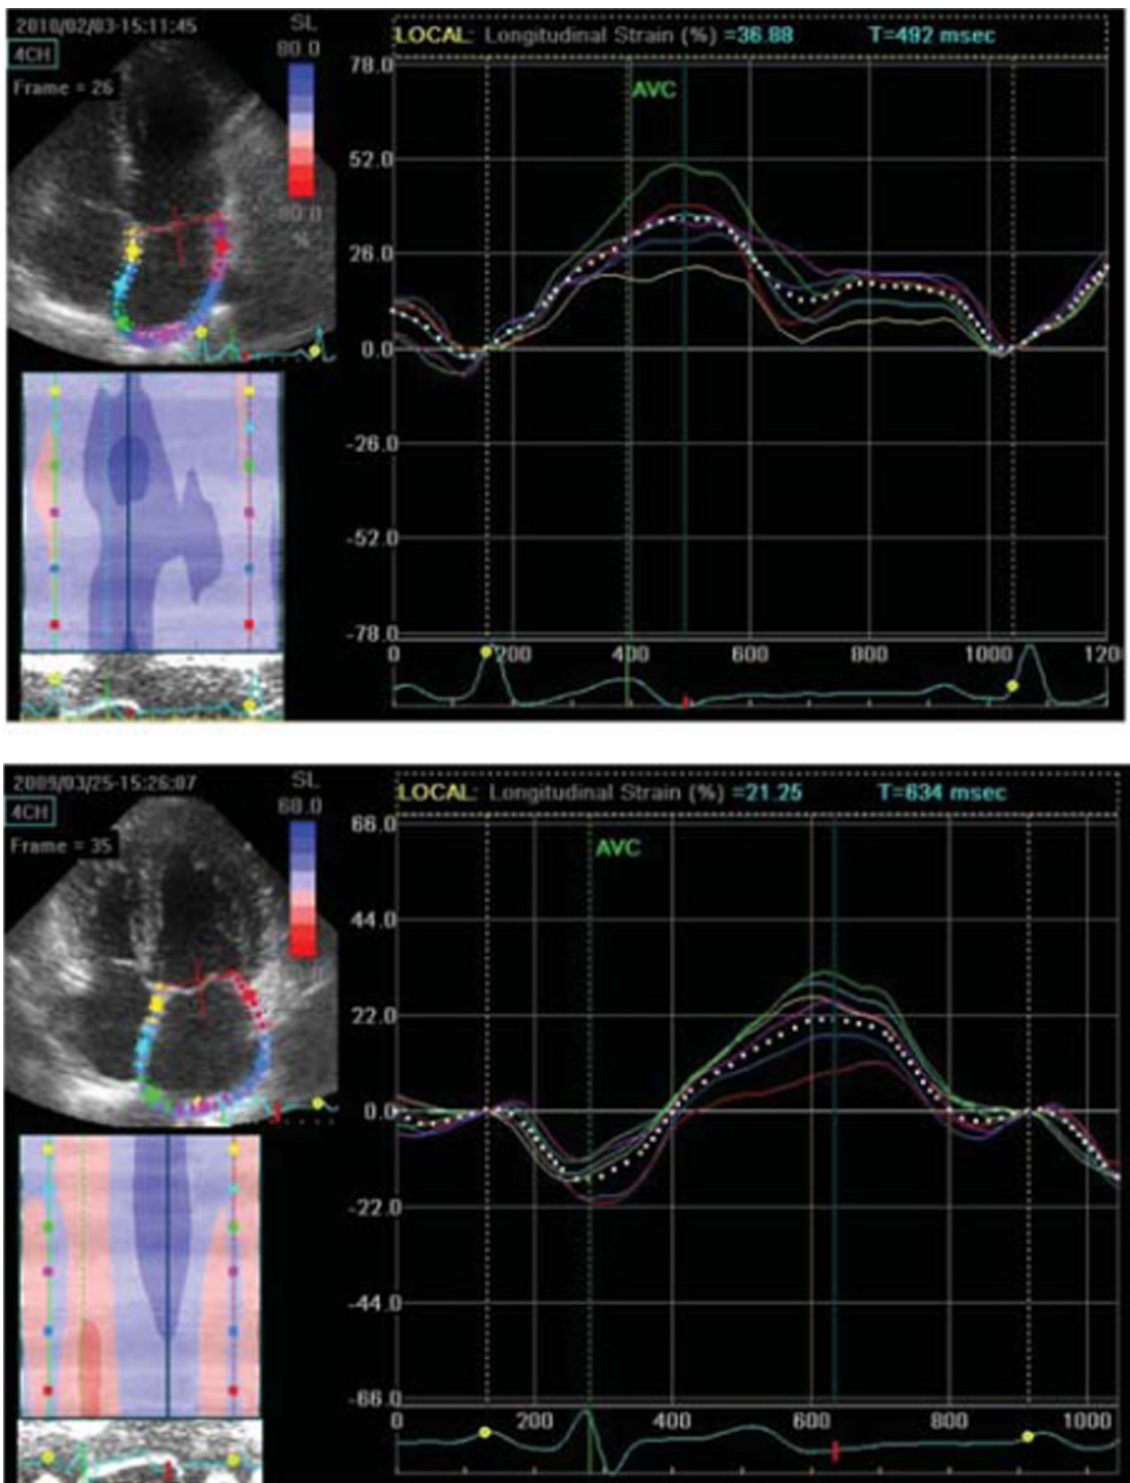 2010/02/03-15:11:45
SL
4CH
80.0
Frame = 26
80.0
%
LOCAL: Longitudinal Strain (%) =36.88 T=492 msec
78.0
AVC
52.0
26.0
0.0
-26.0
-52.0
-78.0
0 200 400 600 800 1000 120
2009/03/25-15:26:07
SL
4CH
68.0
Frame = 35
LOCAL: Longitudinal Strain (%) =21.25 T=634 msec
66.0
AVC
44.0
22.0
0.0
-22.0
-44.0
-66.0
0 200 400 600 800 1000